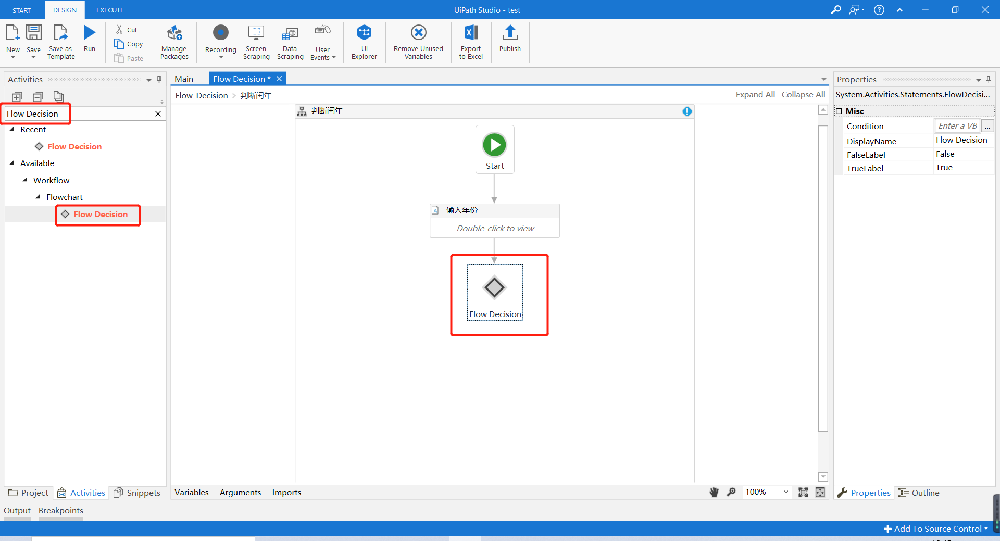 START
DESIGN
EXECUTE
UiPath Studio - test
New
Save
Save as
Template
Run
Cut
Copy
Paste
Manage
Packages
Recording
Screen
Scraping
Data
Scraping
User
Events
UI
Explorer
Remove Unused
Variables
Export
to Excel
Publish
Activities
Flow Decision
Recent
Flow Decision
Available
Workflow
Flowchart
Flow Decision
Project
Activities
Snippets
Main
Flow Decision *
Flow_Decision > 判断闰年
Expand All
Collapse All
判断闰年
Start
输入年份
Double-click to view
Flow Decision
Variables
Arguments
Imports
100%
Properties
System.Activities.Statements.FlowDecisi...
Misc
Condition
Enter a VB
...
DisplayName
Flow Decision
FalseLabel
False
TrueLabel
True
Properties
Outline
Output
Breakpoints
Add To Source Control